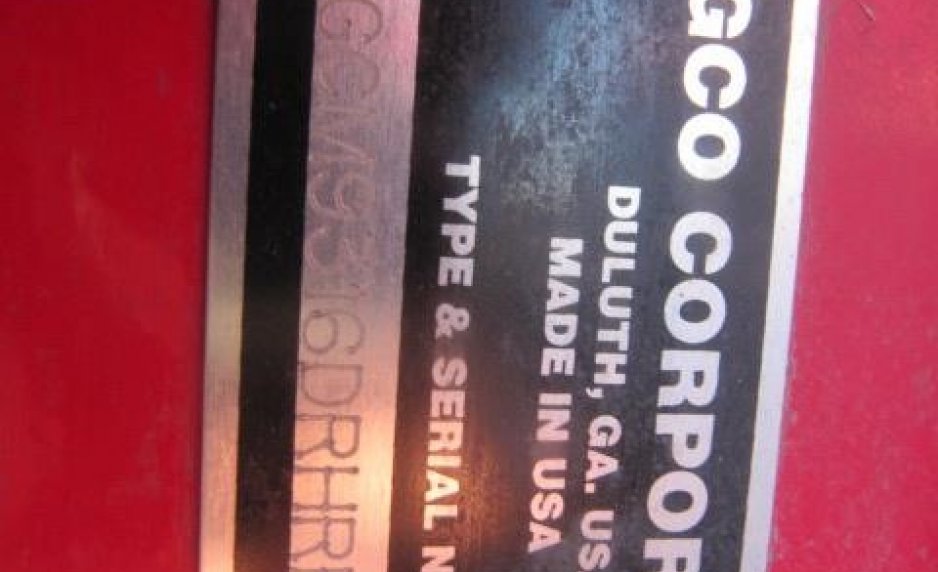 GCO CORPOR
DULUTH, GA. US
MADE IN USA
TYPE & SERIAL N